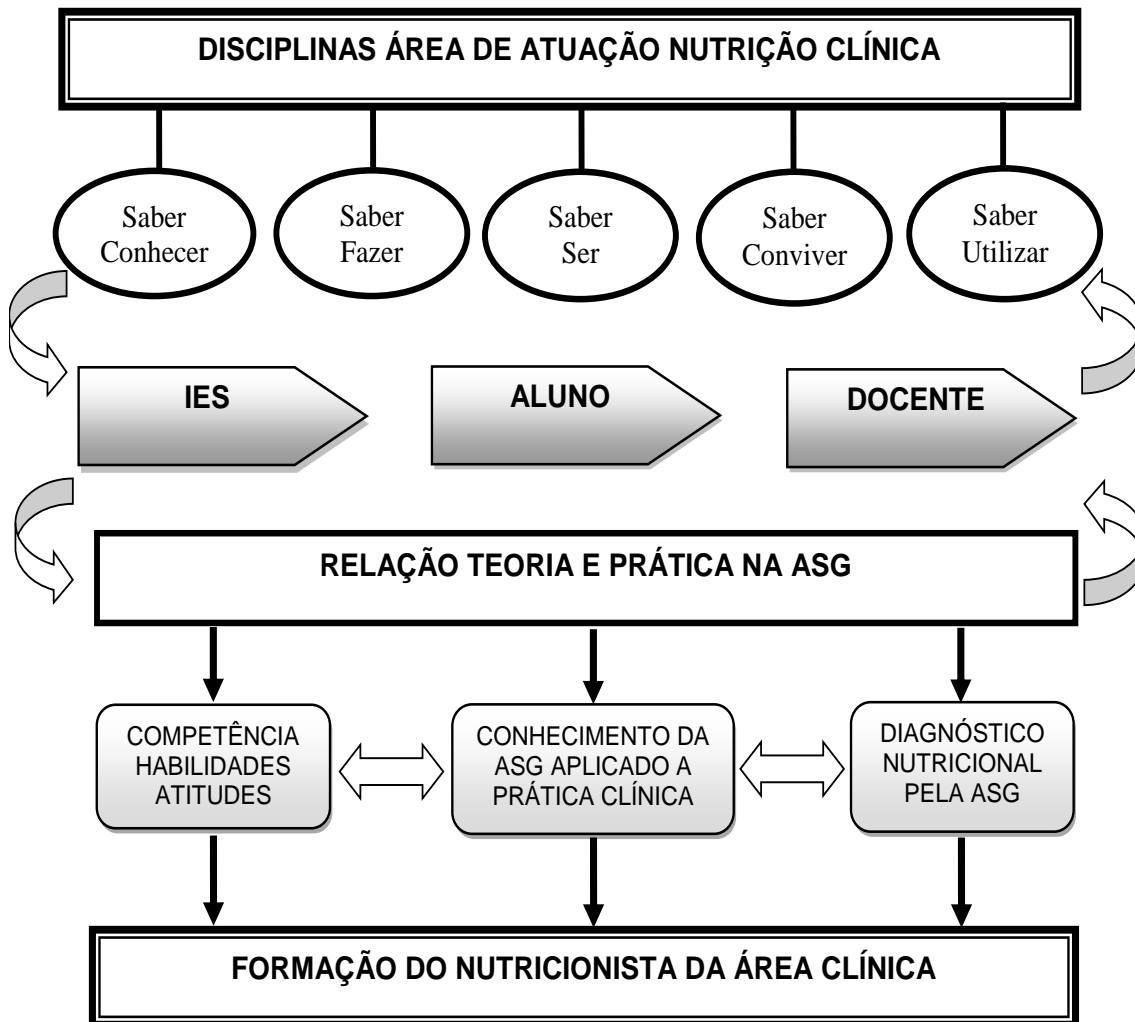 DISCIPLINAS ÁREA DE ATUAÇÃO NUTRIÇÃO CLÍNICA
Saber
Conhecer
Saber
Fazer
Saber
Ser
Saber
Conviver
Saber
Utilizar
IES
ALUNO
DOCENTE
RELAÇÃO TEORIA E PRÁTICA NA ASG
COMPETÊNCIA
HABILIDADES
ATITUDES
CONHECIMENTO DA
ASG APLICADO A
PRÁTICA CLÍNICA
DIAGNÓSTICO
NUTRICIONAL
PELA ASG
FORMAÇÃO DO NUTRICIONISTA DA ÁREA CLÍNICA